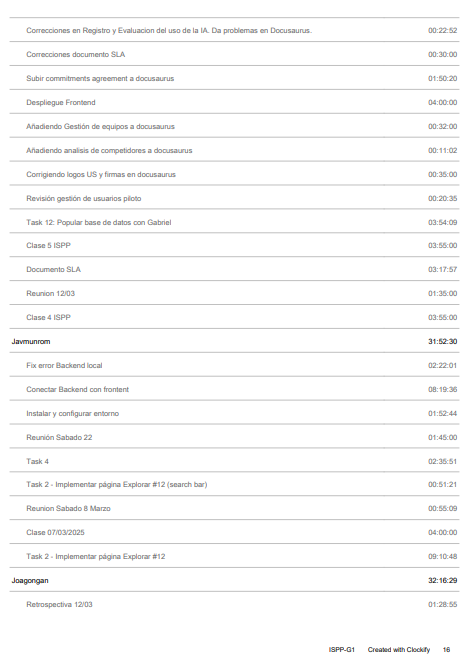 Correcciones en Registro y Evaluacion del uso de la IA. Da problemas en Docusaurus. 00:22:52
Correcciones documento SLA 00:30:00
Subir commitments agreement a docusaurus 01:50:20
Despliegue Frontend 04:00:00
Añadiendo Gestión de equipos a docusaurus 00:32:00
Añadiendo analisis de competidores a docusaurus 00:11:02
Corrigiendo logos US y firmas en docusaurus 00:35:00
Revisión gestión de usuarios piloto 00:20:35
Task 12: Popular base de datos con Gabriel 03:54:09
Clase 5 ISPP 03:55:00
Documento SLA 03:17:57
Reunion 12/03 01:35:00
Clase 4 ISPP 03:55:00
Javmunrom 31:52:30
Fix error Backend local 02:22:01
Conectar Backend con frontent 08:19:36
Instalar y configurar entorno 01:52:44
Reunión Sabado 22 01:45:00
Task 4 02:35:51
Task 2 - Implementar página Explorar #12 (search bar) 00:51:21
Reunion Sabado 8 Marzo 00:55:09
Clase 07/03/2025 04:00:00
Task 2 - Implementar página Explorar #12 09:10:48
Joagongan 32:16:29
Retrospectiva 12/03 01:28:55
ISPP-G1 Created with Clockify 16